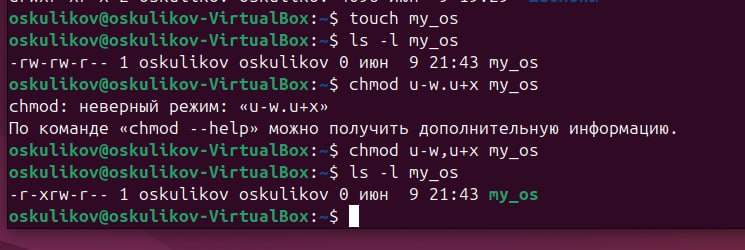 oskulikov@oskulikov-VirtualBox:~$ touch my_os
oskulikov@oskulikov-VirtualBox:~$ ls -l my_os
-rw-rw-r-- 1 oskulikov oskulikov 0 июн  9 21:43 my_os
oskulikov@oskulikov-VirtualBox:~$ chmod u-w.u+x my_os
chmod: неверный режим: «u-w.u+x»
По команде «chmod --help» можно получить дополнительную информацию.
oskulikov@oskulikov-VirtualBox:~$ chmod u-w,u+x my_os
oskulikov@oskulikov-VirtualBox:~$ ls -l my_os
-r-xrw-r-- 1 oskulikov oskulikov 0 июн  9 21:43 my_os
oskulikov@oskulikov-VirtualBox:~$